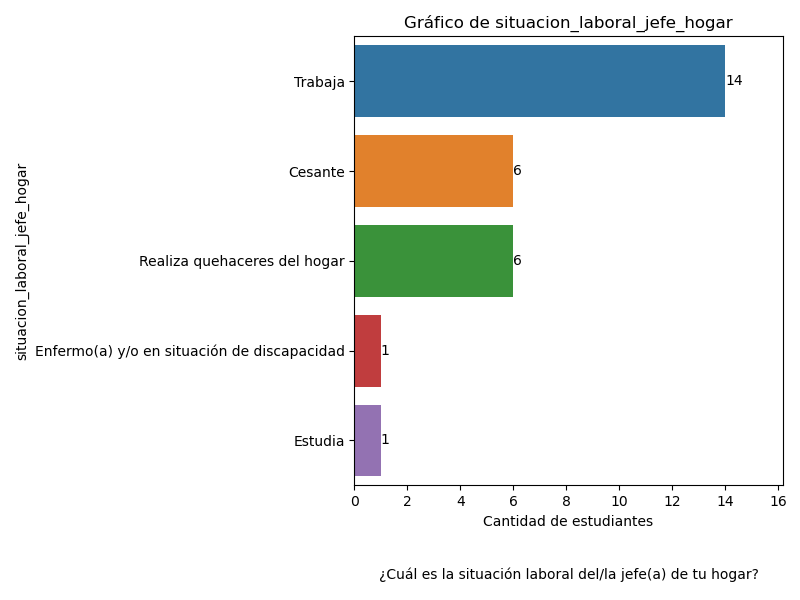 Gráfico de situacion_laboral_jefe_hogar
situacion_laboral_jefe_hogar
Trabaja
14
Cesante
6
Realiza quehaceres del hogar
6
Enfermo(a) y/o en situación de discapacidad
1
Estudia
1
0 2 4 6 8 10 12 14 16
Cantidad de estudiantes
¿Cuál es la situación laboral del/la jefe(a) de tu hogar?